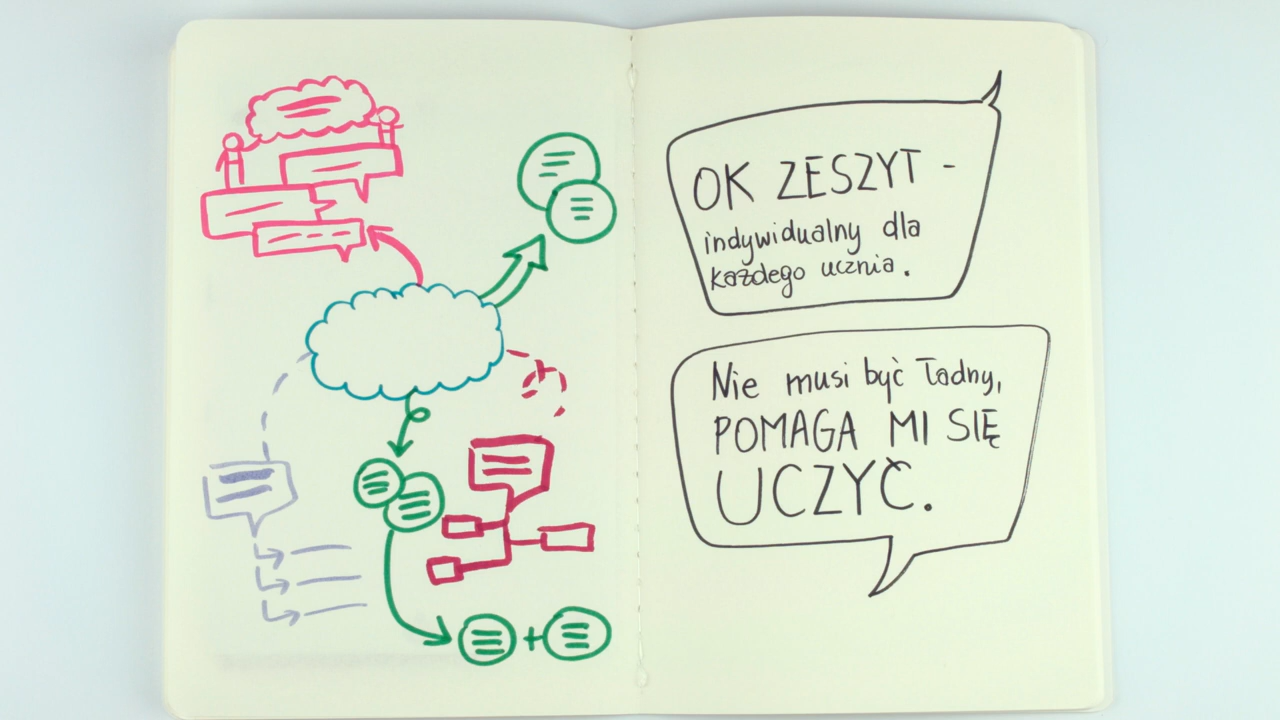 OK ZESZYT -
indywidualny dla
każdego ucznia.
Nie musi być ładny,
POMAGA MI SIĘ
UCZYĆ.